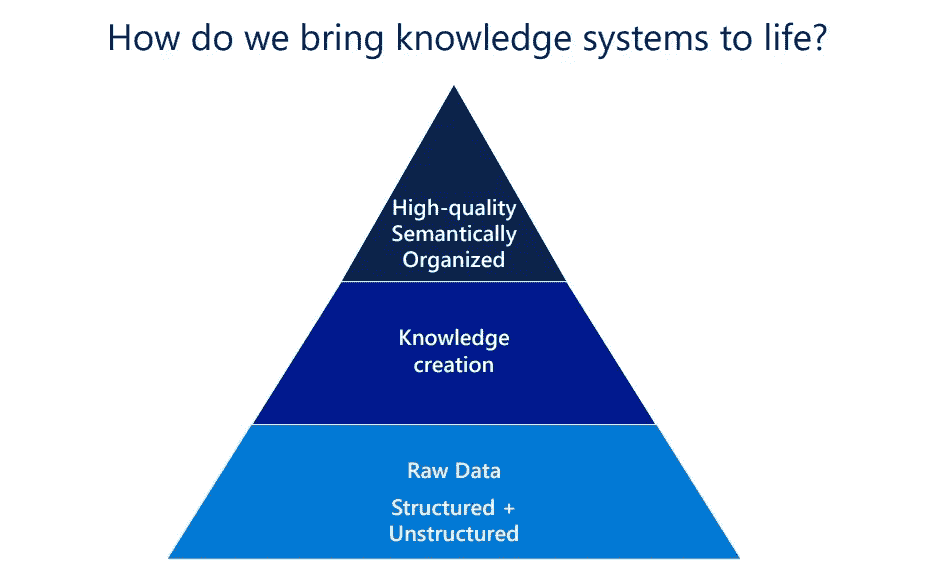 How do we bring knowledge systems to life?
High-quality
Semantically
Organized
Knowledge
creation
Raw Data
Structured +
Unstructured